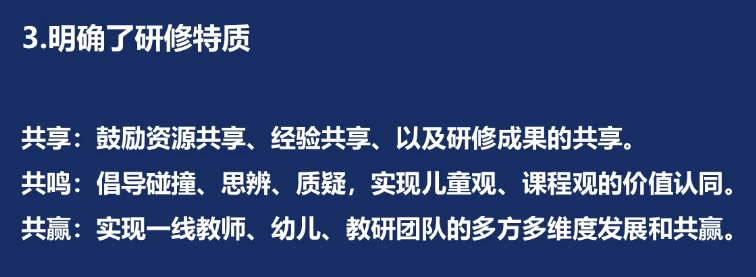 3.明确了研修特质
共享：鼓励资源共享、经验共享、以及研修成果的共享。
共鸣：倡导碰撞、思辨、质疑，实现儿童观、课程观的价值认同。
共赢：实现一线教师、幼儿、教研团队的多方多维度发展和共赢。